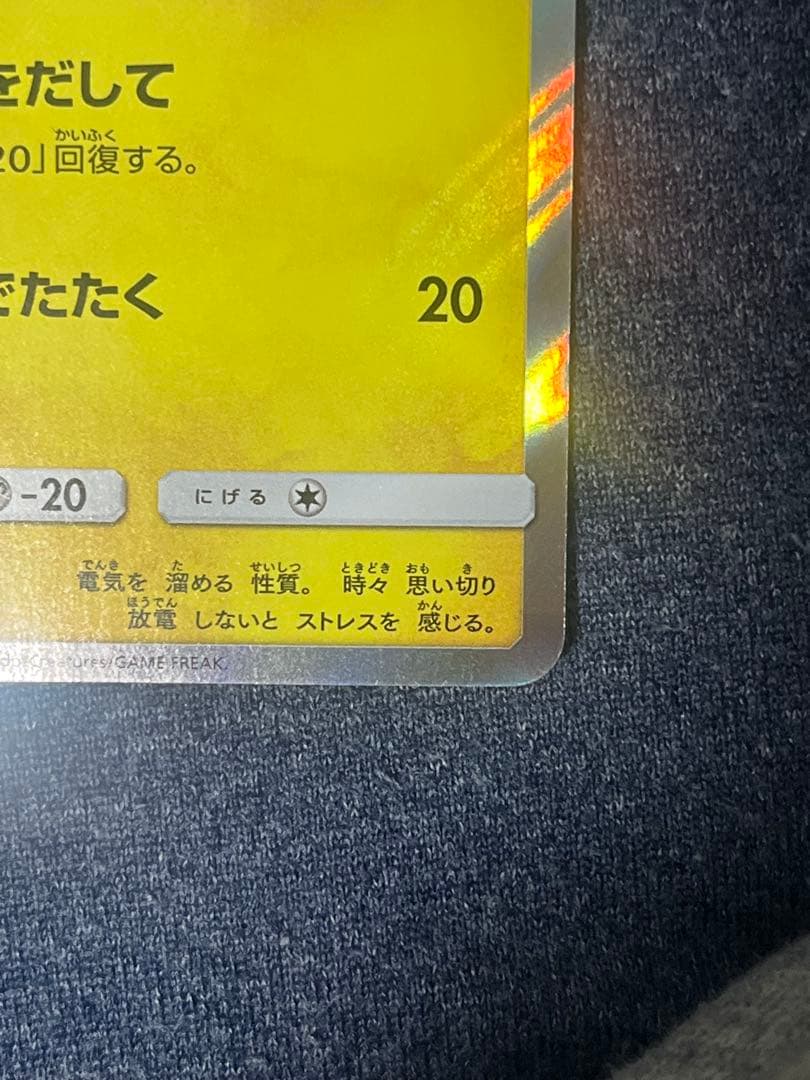 をだして
20」回復する。
かいふく
でたたく 20
-20 にげる
電気を 溜める 性質。 時々 思い切り
でんき た せいしつ ときどき おも き
放電 しないと ストレスを 感じる。
ほうでん かん
Creatures/GAME FREAK.